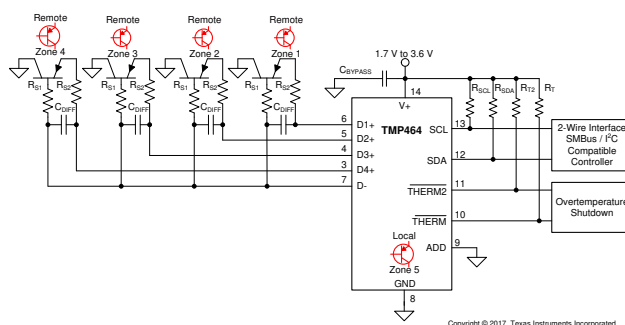 Remote
Remote
Remote
Remote
Zone 4
Zone 3
Zone 2
Zone 1
1.7 V to 3.6 V
CBYPASS
RS1
RS2
RS1
RS2
RS1
RS2
RS1
RS2
CDIFF
CDIFF
CDIFF
CDIFF
RSCL
RSDA
RT2
RT
14
V+
TMP464
6
D1+
5
D2+
4
D3+
3
D4+
7
D-
SCL
13
SDA
12
THERM2
11
THERM
10
ADD
9
Local
Zone 5
GND
8
2-Wire Interface
SMBus / I²C
Compatible
Controller
Overtemperature
Shutdown
Copyright © 2017, Texas Instruments Incorporated